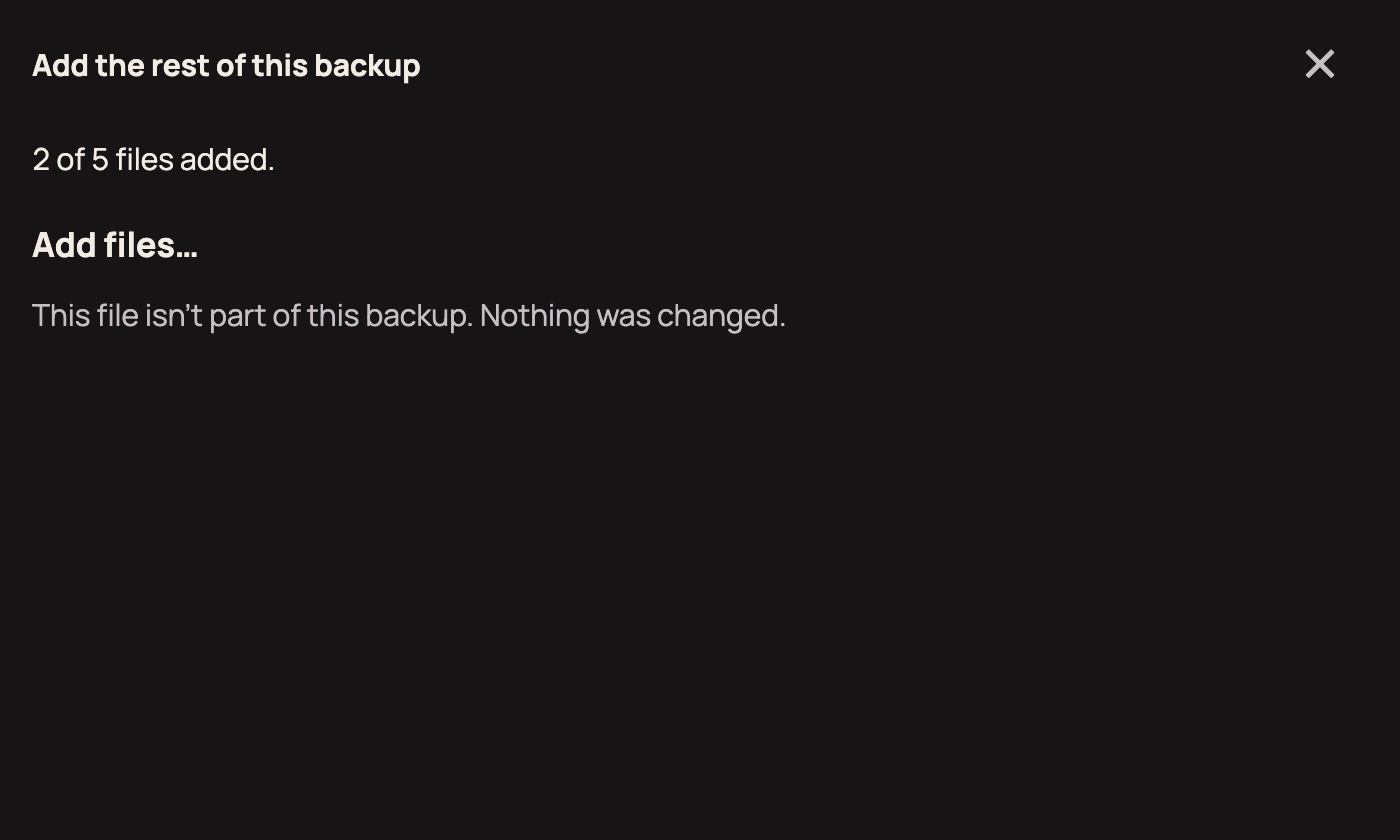 Add the rest of this backup
2 of 5 files added.
Add files…
This file isn’t part of this backup. Nothing was changed.